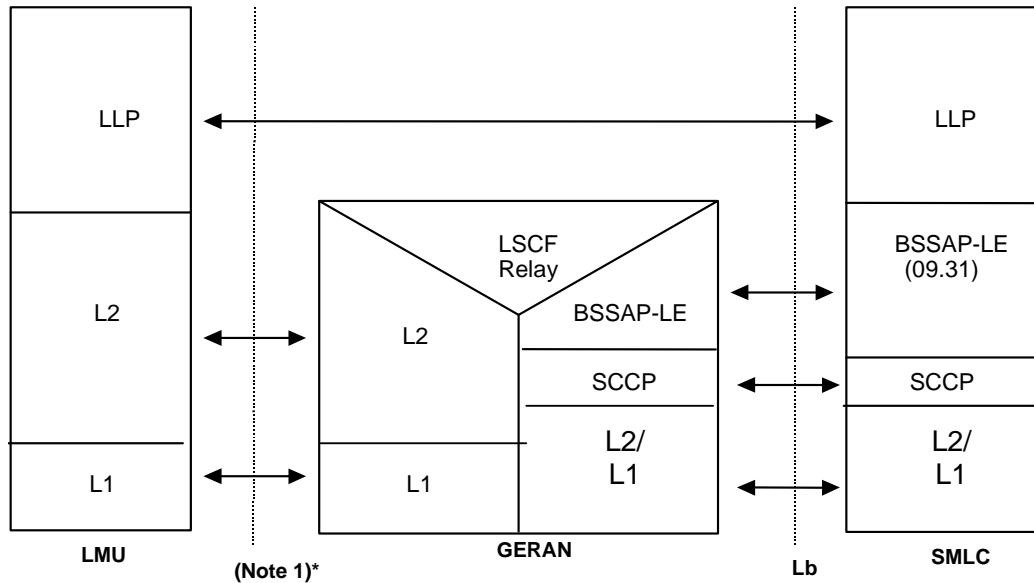 LLP
L2
L1
LMU
(Note 1)*
LSCF
Relay
L2
BSSAP-LE
SCCP
L2/
L1
L1
GERAN
Lb
LLP
BSSAP-LE
(09.31)
SCCP
L2/
L1
SMLC